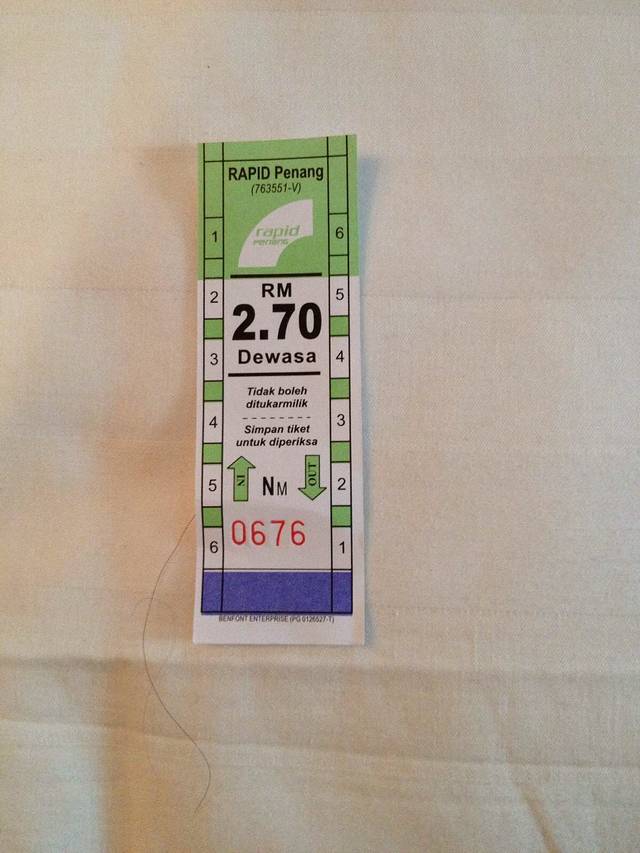 RAPID Penang
(763551-V)
rapid
PENANG
1
6
2
5
3
4
4
3
5
2
6
1
RM
2.70
Dewasa
Tidak boleh
ditukarmilik
Simpan tiket
untuk diperiksa
IN
NM
OUT
0676
BENFONT ENTERPRISE (PG 0126527-T)